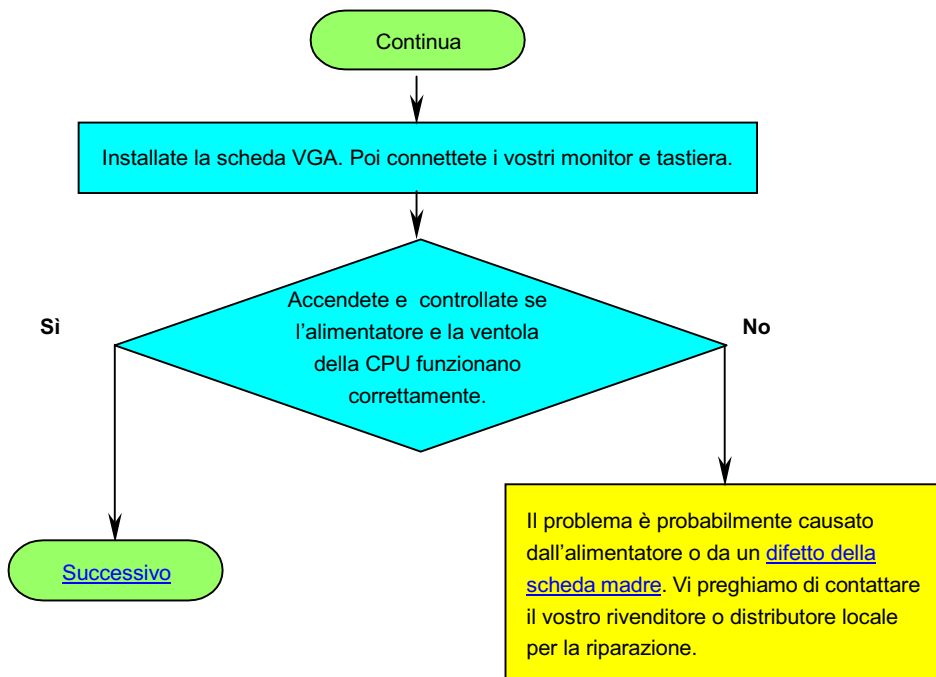 Continua
Installate la scheda VGA. Poi connettete i vostri monitor e tastiera.
Accendete e controllate se
l'alimentatore e la ventola
della CPU funzionano
correttamente.
Sì
No
Successivo
Il problema è probabilmente causato
dall'alimentatore o da un difetto della
scheda madre. Vi preghiamo di contattare
il vostro rivenditore o distributore locale
per la riparazione.